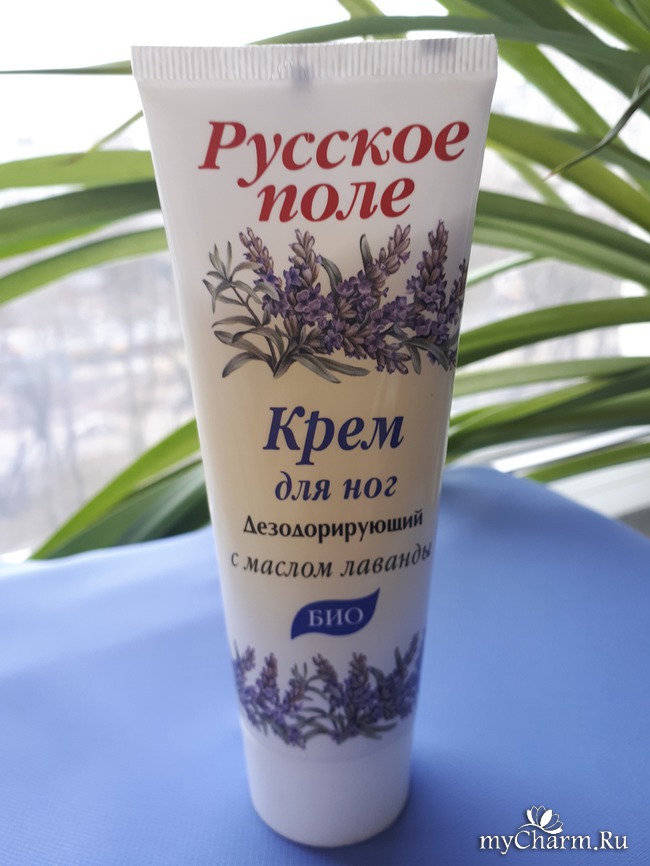 Русское
поле
Крем
для ног
Дезодорирующий
с маслом лаванды
БИО
myCharm.Ru